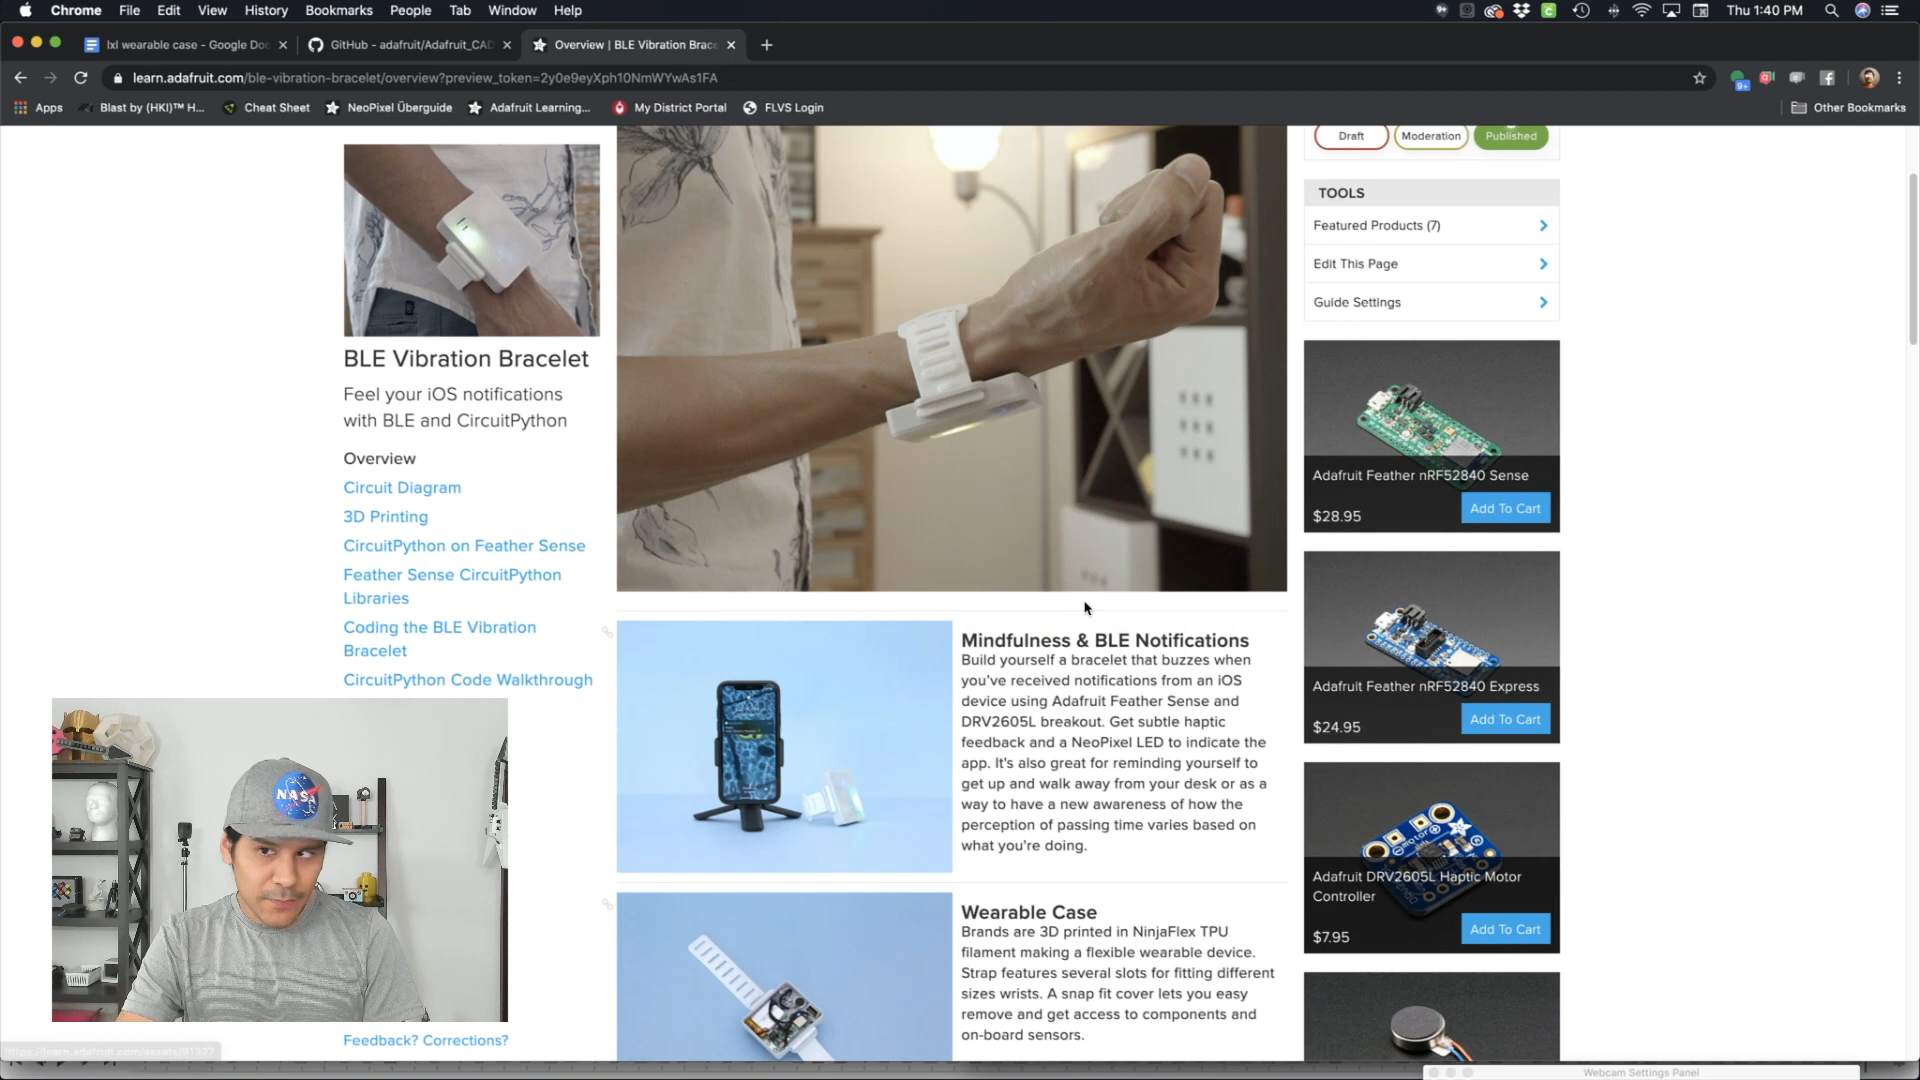 Chrome File Edit View History Bookmarks People Tab Window Help
Thu 1:40 PM
lxl wearable case - Google Doc
GitHub - adafruit/Adafruit_CAD
Overview | BLE Vibration Brace
learn.adafruit.com/ble-vibration-bracelet/overview?preview_token=2y0e9eyXph10NmWYwAs1FA
9+
Apps
Blast by (HKI)™ H...
Cheat Sheet
NeoPixel Überguide
Adafruit Learning...
My District Portal
FLVS Login
Other Bookmarks
BLE Vibration Bracelet
Feel your iOS notifications
with BLE and CircuitPython
Overview
Circuit Diagram
3D Printing
CircuitPython on Feather Sense
Feather Sense CircuitPython
Libraries
Coding the BLE Vibration
Bracelet
CircuitPython Code Walkthrough
NASA
Feedback? Corrections?
https://learn.adafruit.com/assets/91377
Mindfulness & BLE Notifications
Build yourself a bracelet that buzzes when
you've received notifications from an iOS
device using Adafruit Feather Sense and
DRV2605L breakout. Get subtle haptic
feedback and a NeoPixel LED to indicate the
app. It's also great for reminding yourself to
get up and walk away from your desk or as a
way to have a new awareness of how the
perception of passing time varies based on
what you're doing.
Wearable Case
Brands are 3D printed in NinjaFlex TPU
filament making a flexible wearable device.
Strap features several slots for fitting different
sizes wrists. A snap fit cover lets you easy
remove and get access to components and
on-board sensors.
Draft Moderation Published
TOOLS
Featured Products (7)
Edit This Page
Guide Settings
Adafruit Feather nRF52840 Sense
$28.95
Add To Cart
Adafruit Feather nRF52840 Express
$24.95
Add To Cart
motor
Adafruit DRV2605L Haptic Motor
Controller
$7.95
Add To Cart
Webcam Settings Panel